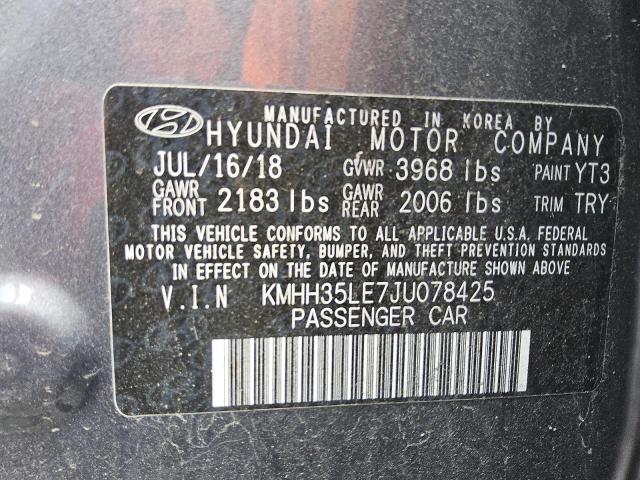 MANUFACTURED IN KOREA BY
HYUNDAI MOTOR COMPANY
JUL/16/18 GVWR 3968 lbs PAINT YT3
GAWR FRONT 2183 lbs GAWR REAR 2006 lbs TRIM TRY
THIS VEHICLE CONFORMS TO ALL APPLICABLE U.S.A. FEDERAL
MOTOR VEHICLE SAFETY, BUMPER, AND THEFT PREVENTION STANDARDS
IN EFFECT ON THE DATE OF MANUFACTURE SHOWN ABOVE
V.I.N KMHH35LE7JU078425
PASSENGER CAR